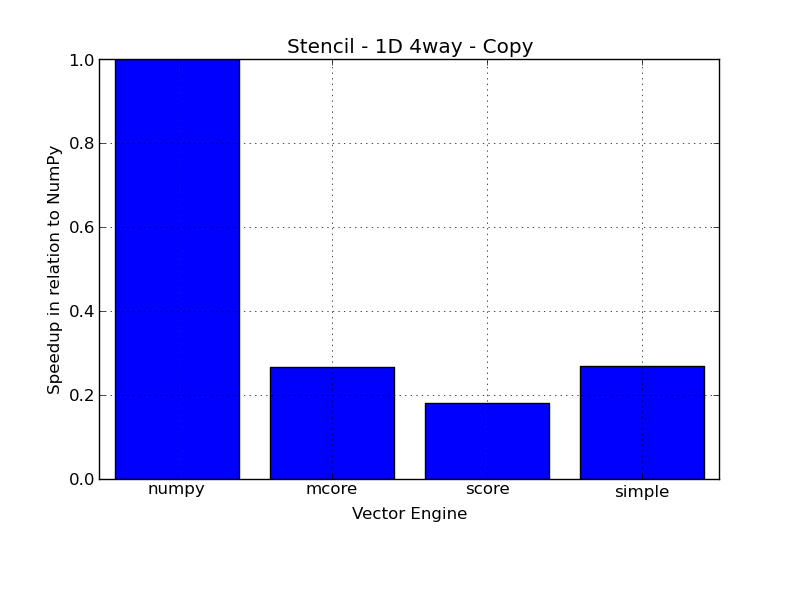 Stencil - 1D 4way - Copy
1.0
0.8
0.6
0.4
0.2
0.0
Speedup in relation to NumPy
numpy mcore score simple
Vector Engine